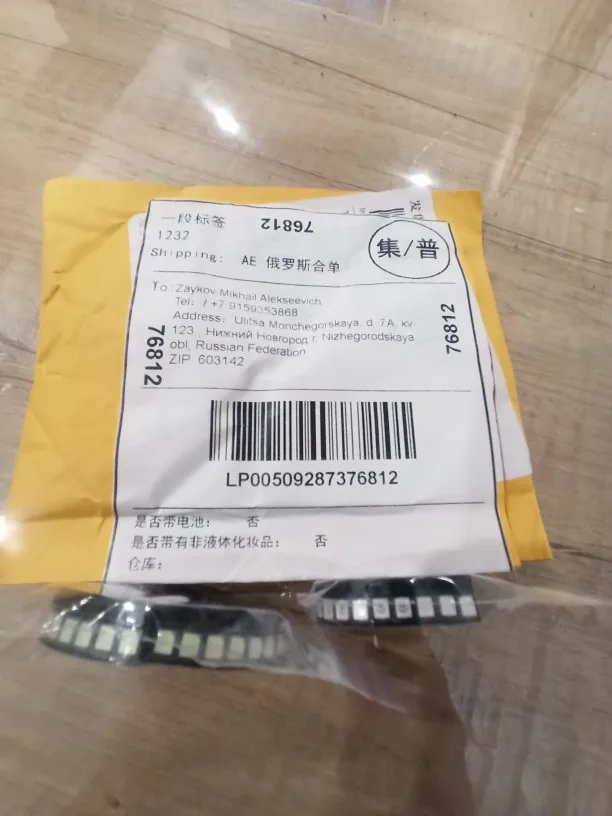 一段标签
76812
1232
Shipping: AE 俄罗斯合单
集/普
To :Zaykov Mikhail Alekseevich
Tel: / +7 9159353868
Address: Ulitsa Monchegorskaya, d. 7A, kv
123., Нижний Новгород г, Nizhegorodskaya
obl, Russian Federation
ZIP 603142
76812
76812
LP00509287376812
是否带电池: 否
是否带有非液体化妆品: 否
仓库: